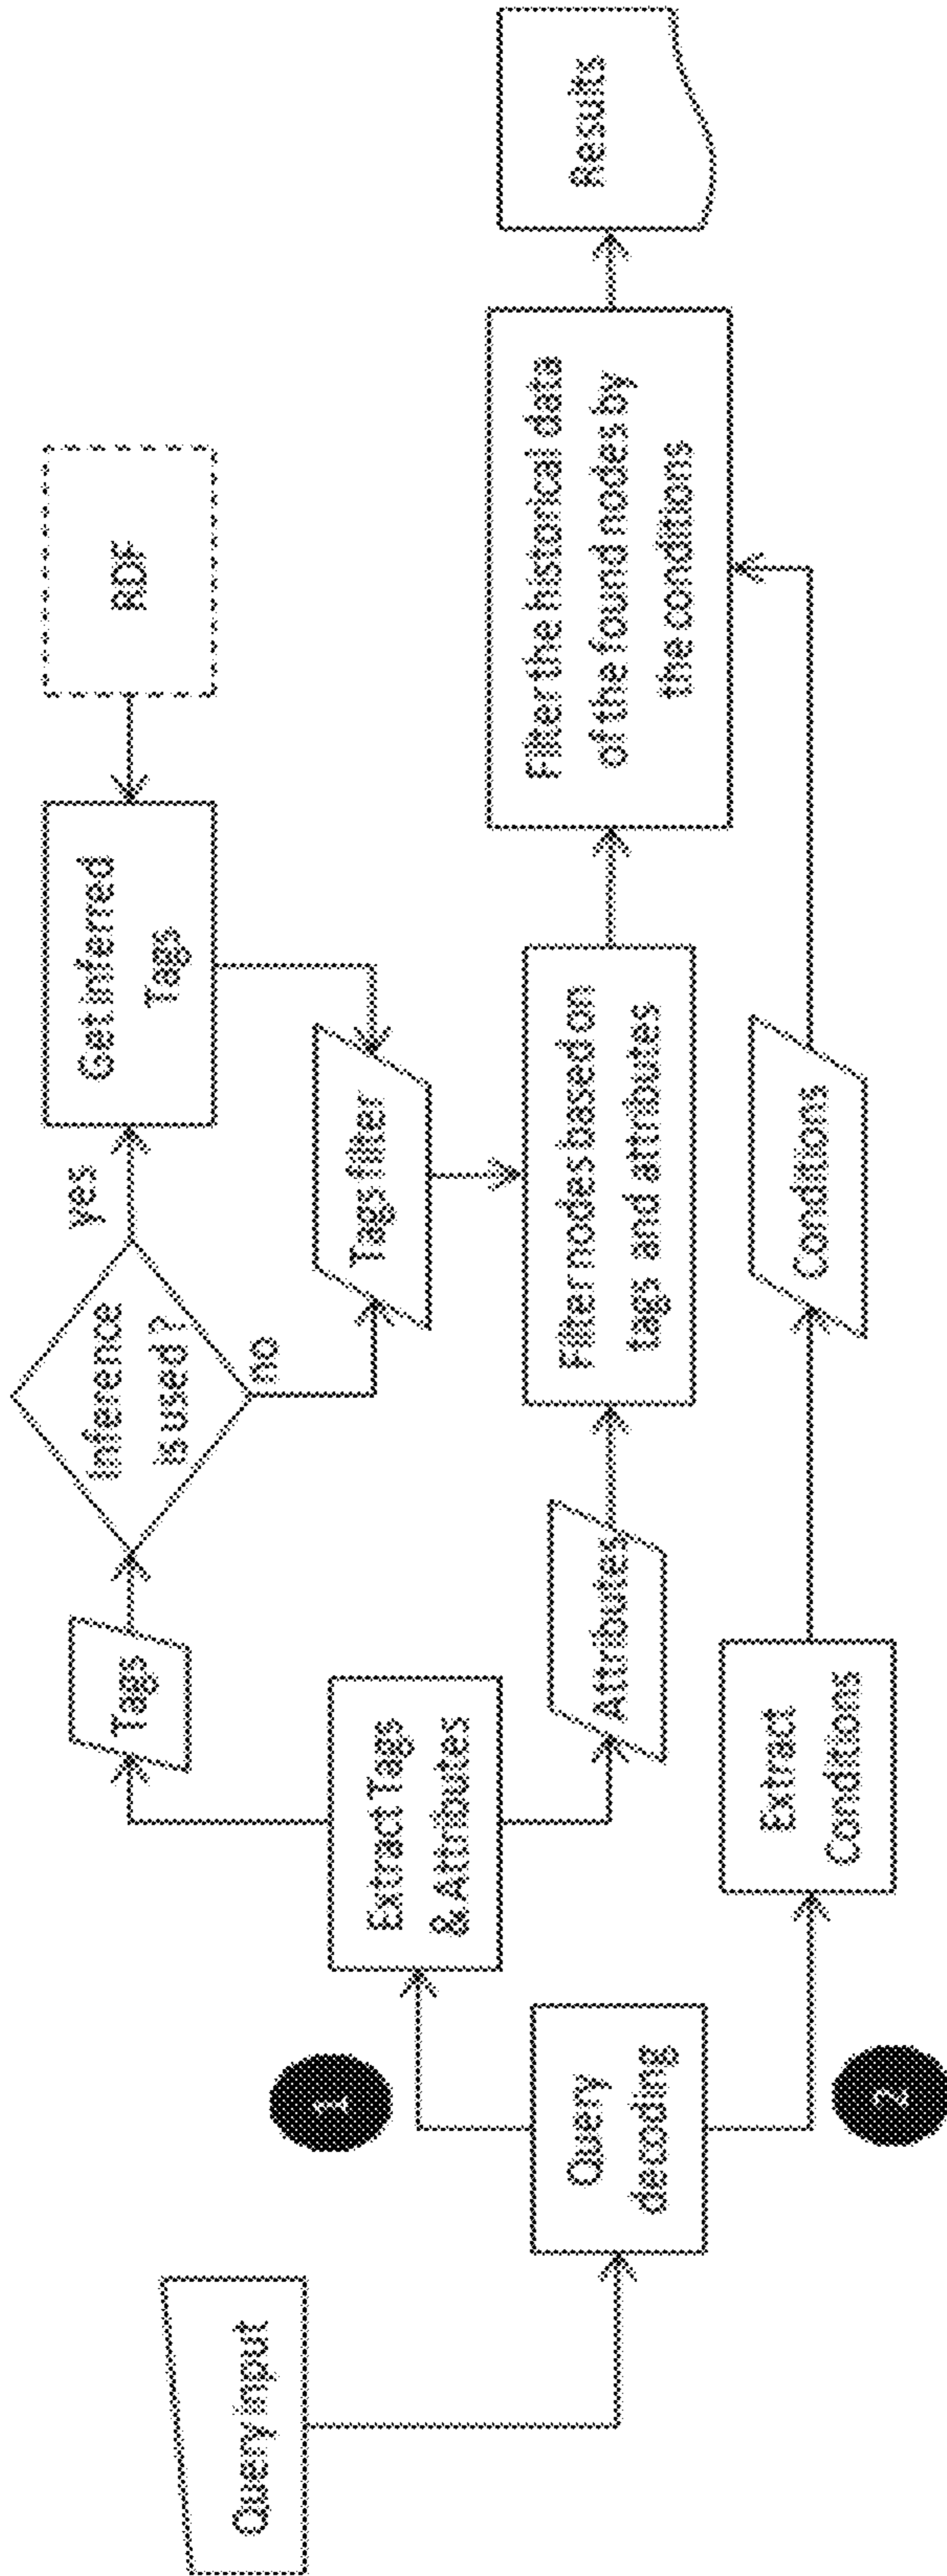 Query input
Query
decoding
1
2
Extract Tags
& Attributes
Extract
Conditions
Tags
Attributes
Inference
is used ?
yes
no
Tags filter
Conditions
Get inferred
Tags
RDF
Filter nodes based on
tags and attributes
Filter the historical data
of the found nodes by
the conditions
Results